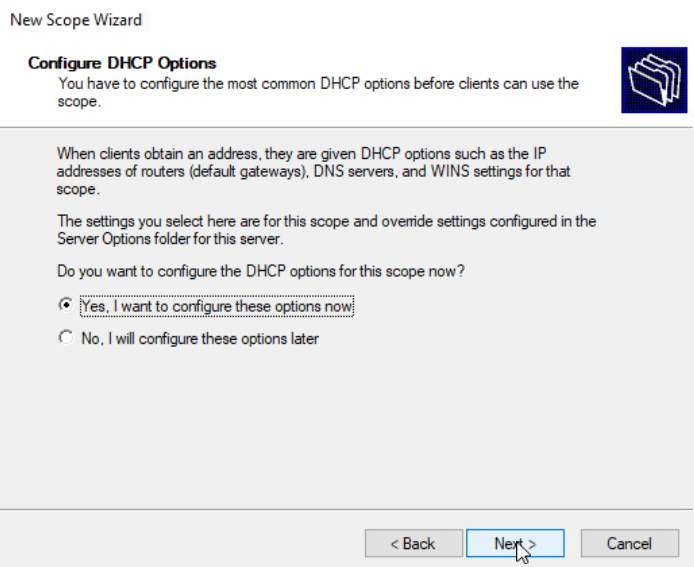 New Scope Wizard
Configure DHCP Options
You have to configure the most common DHCP options before clients can use the
scope.
When clients obtain an address, they are given DHCP options such as the IP
addresses of routers (default gateways), DNS servers, and WINS settings for that
scope.
The settings you select here are for this scope and override settings configured in the
Server Options folder for this server.
Do you want to configure the DHCP options for this scope now?
Yes, I want to configure these options now
No, I will configure these options later
< Back
Next >
Cancel